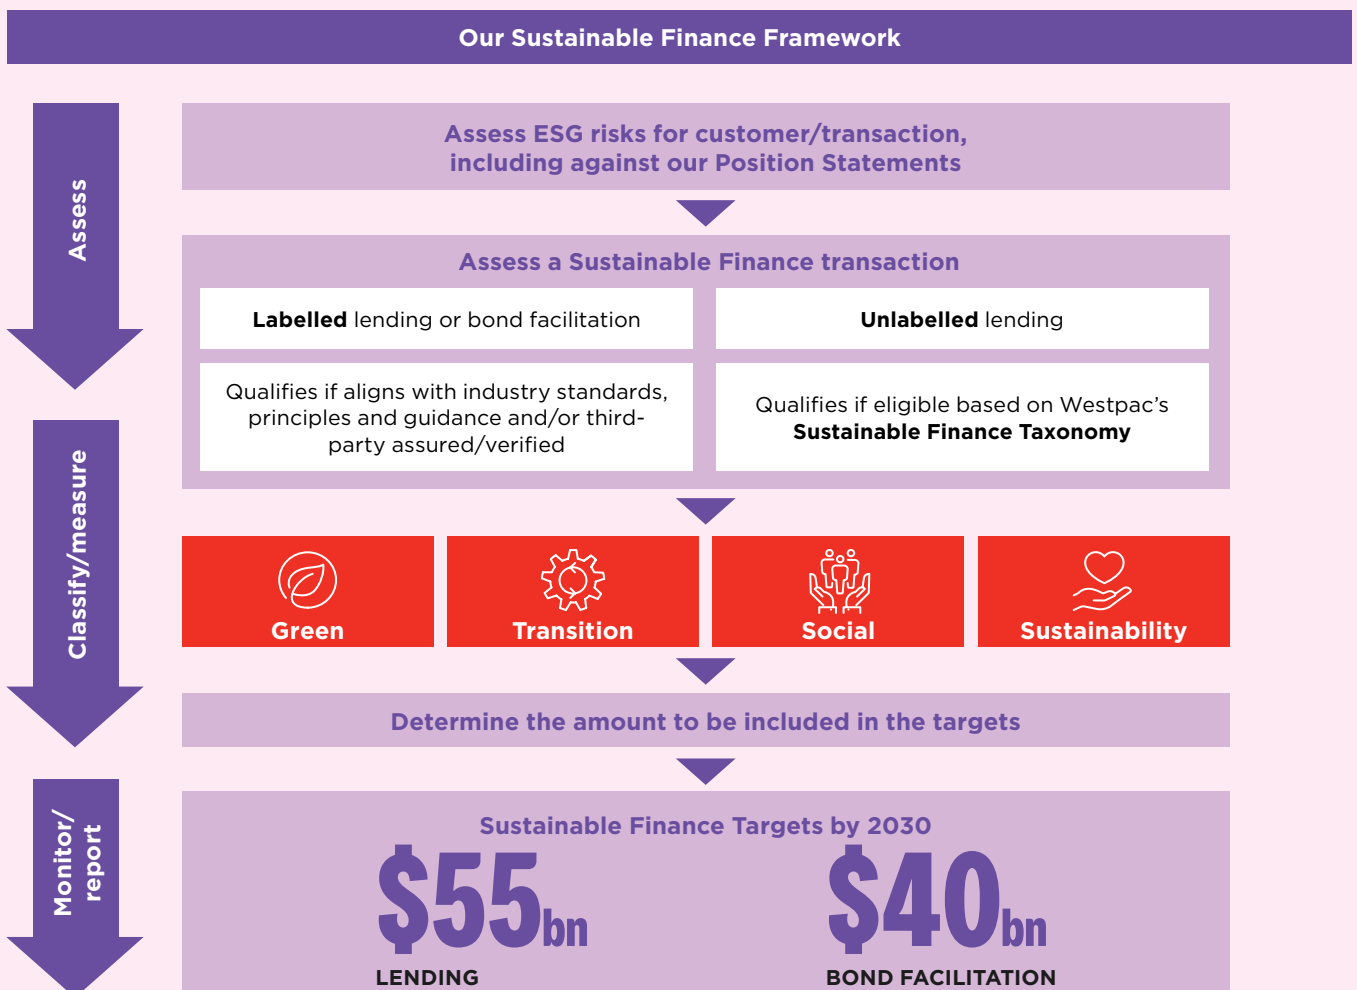 Our Sustainable Finance Framework
Assess
Assess ESG risks for customer/transaction,
including against our Position Statements
Assess a Sustainable Finance transaction
Labelled lending or bond facilitation
Unlabelled lending
Qualifies if aligns with industry standards,
principles and guidance and/or third-
party assured/verified
Qualifies if eligible based on Westpac’s
Sustainable Finance Taxonomy
Classify/measure
Green
Transition
Social
Sustainability
Determine the amount to be included in the targets
Monitor/
report
Sustainable Finance Targets by 2030
$55bn
LENDING
$40bn
BOND FACILITATION